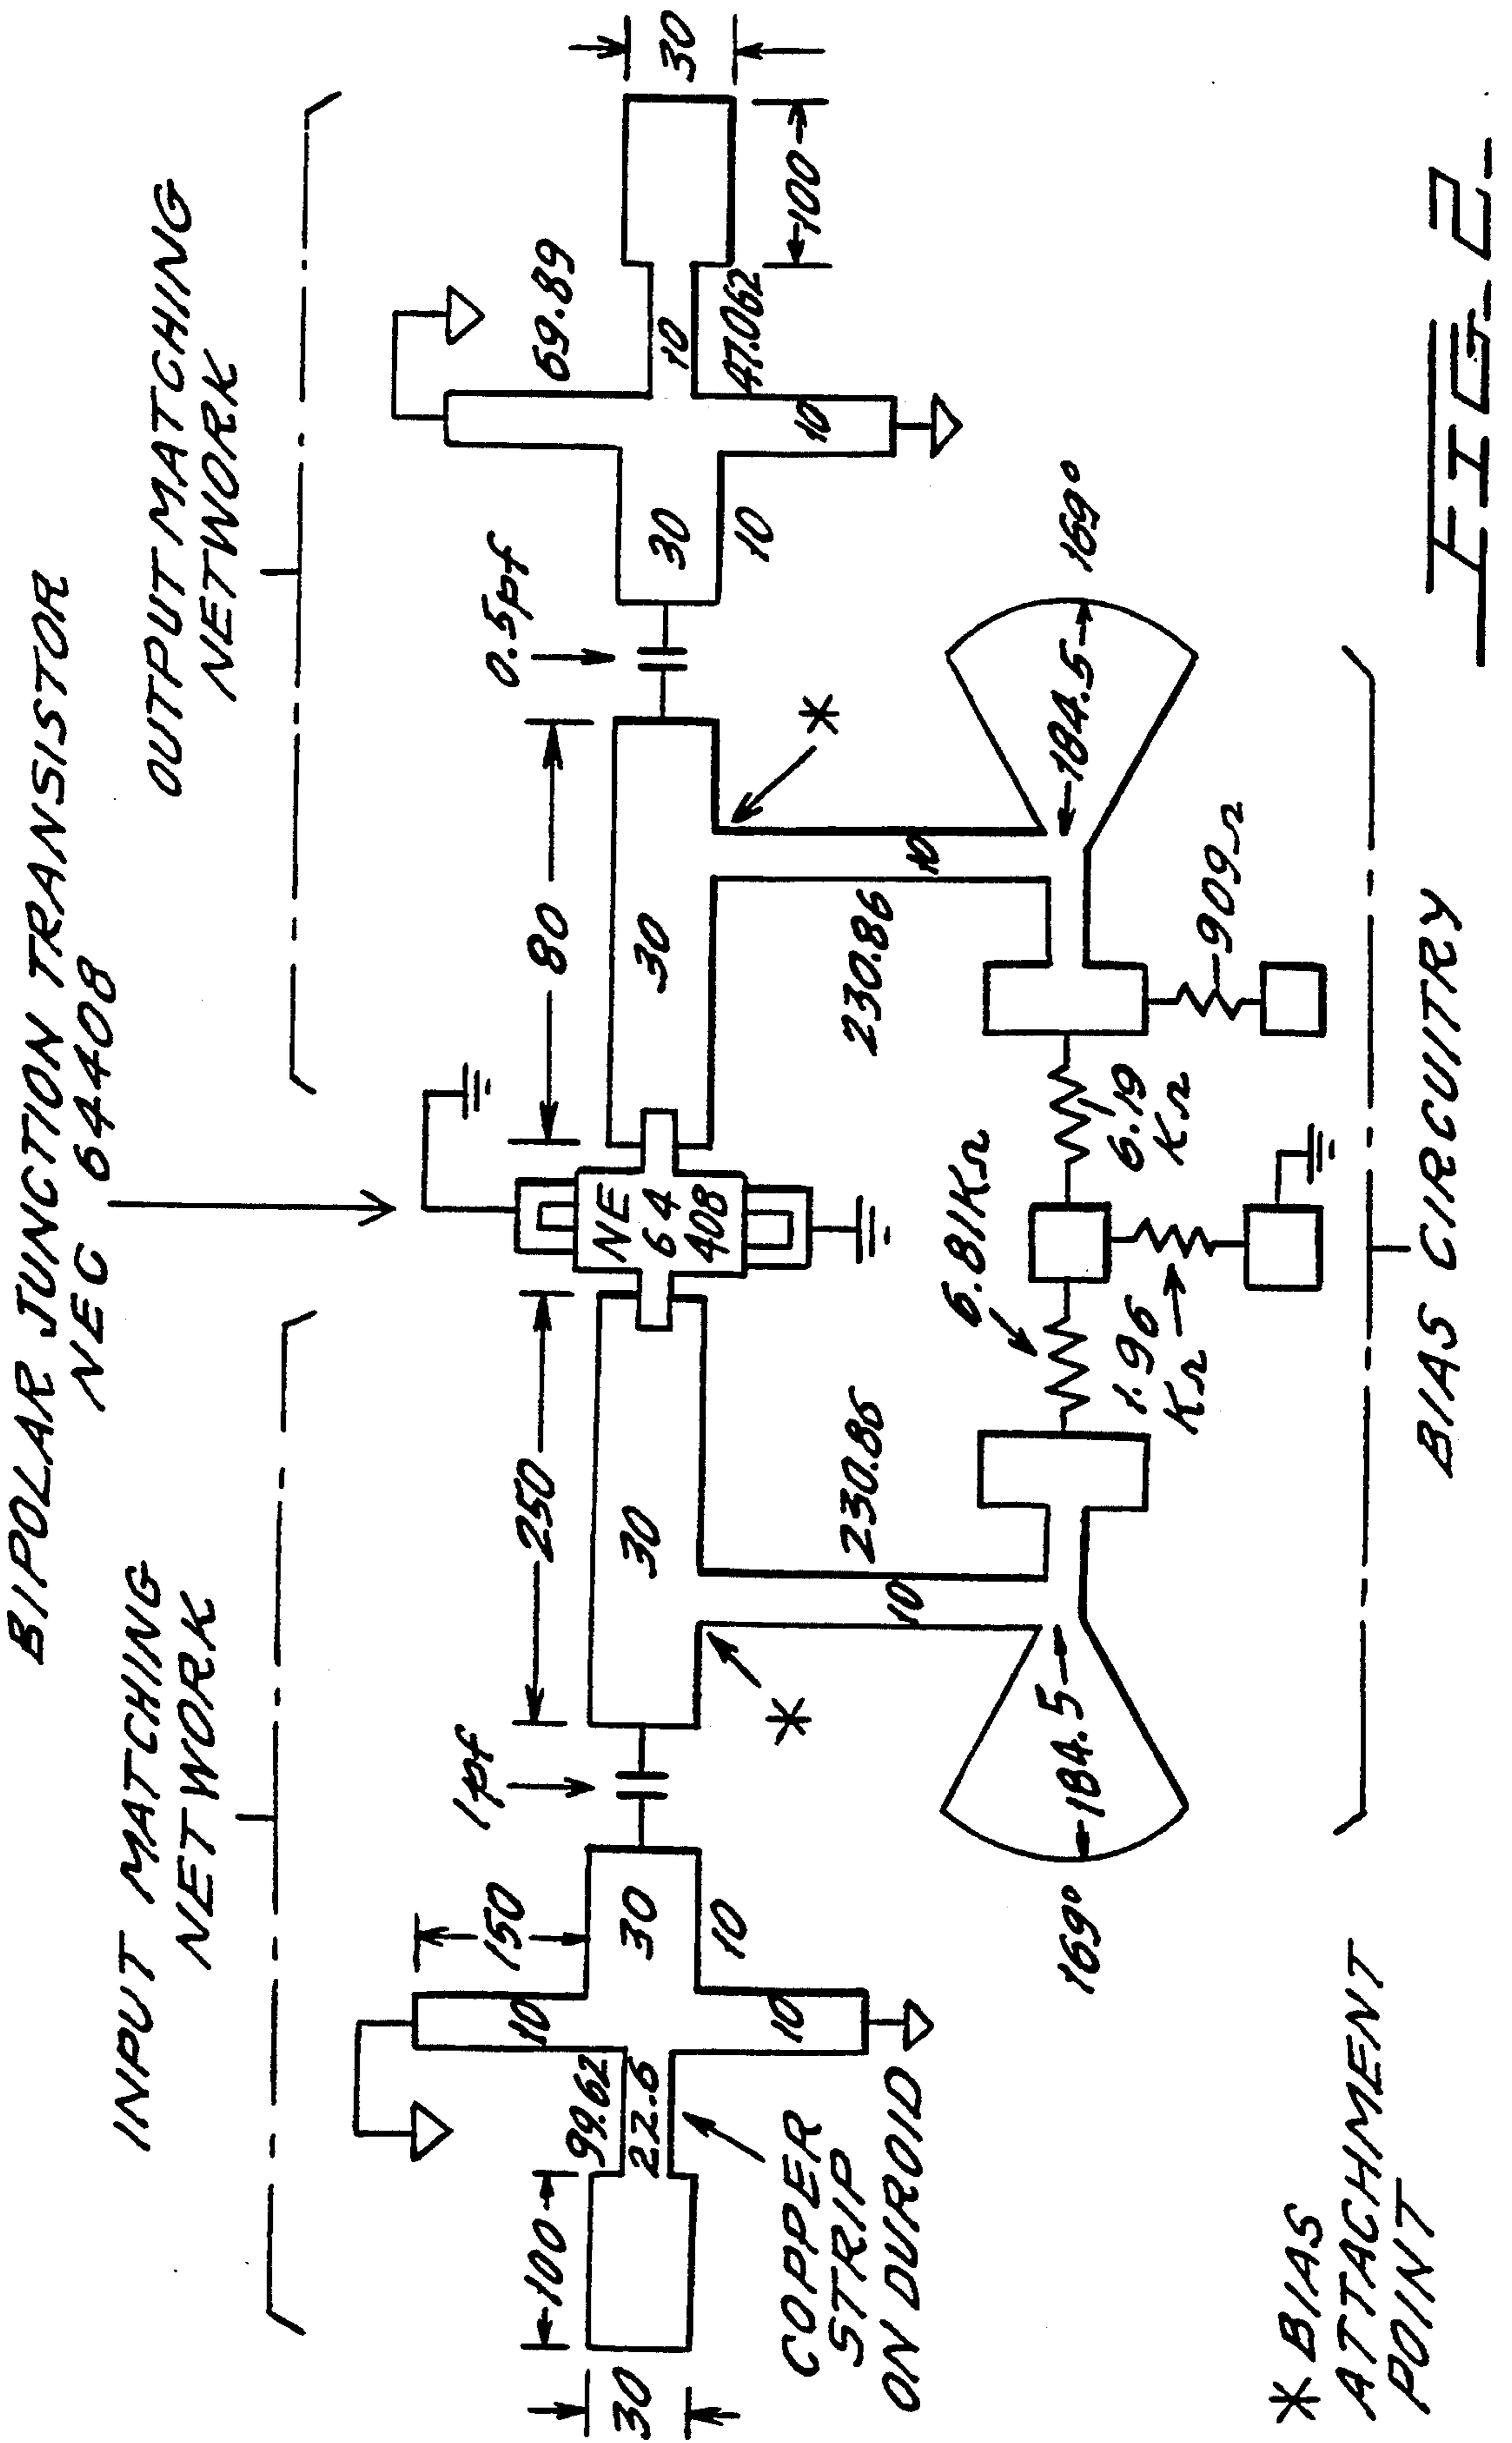 BIPOLAR JUNCTION TRANSISTOR
NEC 64408
INPUT MATCHING
NETWORK
OUTPUT MATCHING
NETWORK
100
30
99.62
22.6
10
150
30
10
10
1pf
250
30
NE
64
408
80
30
0.5pf
30
10
69.89
10
10
47.062
100
30
COPPER
STRIP
ON DUROID
*
*
10
230.86
10
230.86
169°
184.5
184.5
169°
6.81KΩ
1.96
KΩ
6.19
KΩ
909Ω
BIAS CIRCUITRY
* BIAS
ATTACHMENT
POINT
FIG. 2